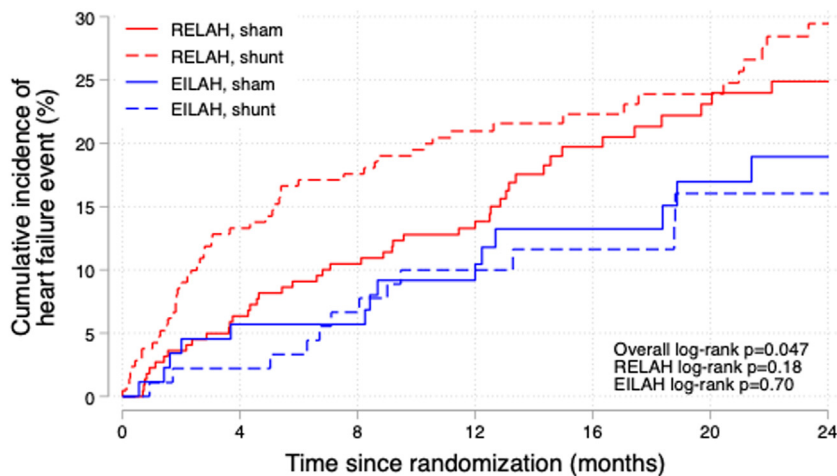 Cumulative incidence of
heart failure event (%)
30
25
20
15
10
5
0
RELAH, sham
RELAH, shunt
EILAH, sham
EILAH, shunt
Overall log-rank p=0.047
RELAH log-rank p=0.18
EILAH log-rank p=0.70
0 4 8 12 16 20 24
Time since randomization (months)